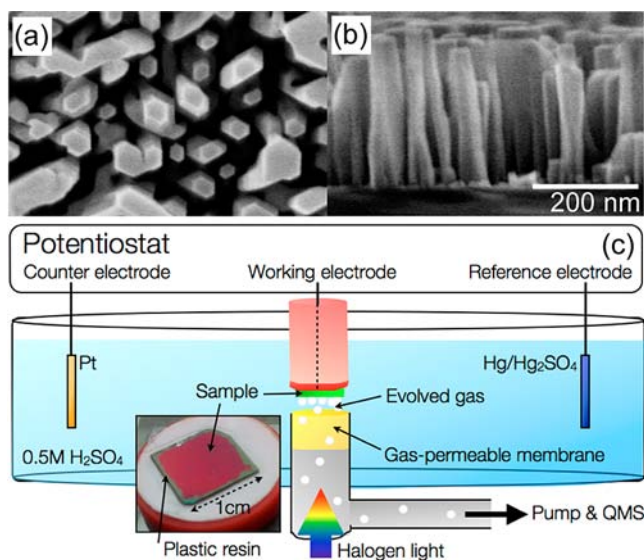 (a)
(b)
200 nm
Potentiostat
(c)
Counter electrode
Working electrode
Reference electrode
Pt
Hg/Hg₂SO₄
Sample
Evolved gas
0.5M H₂SO₄
Gas-permeable membrane
1cm
Pump & QMS
Plastic resin
Halogen light